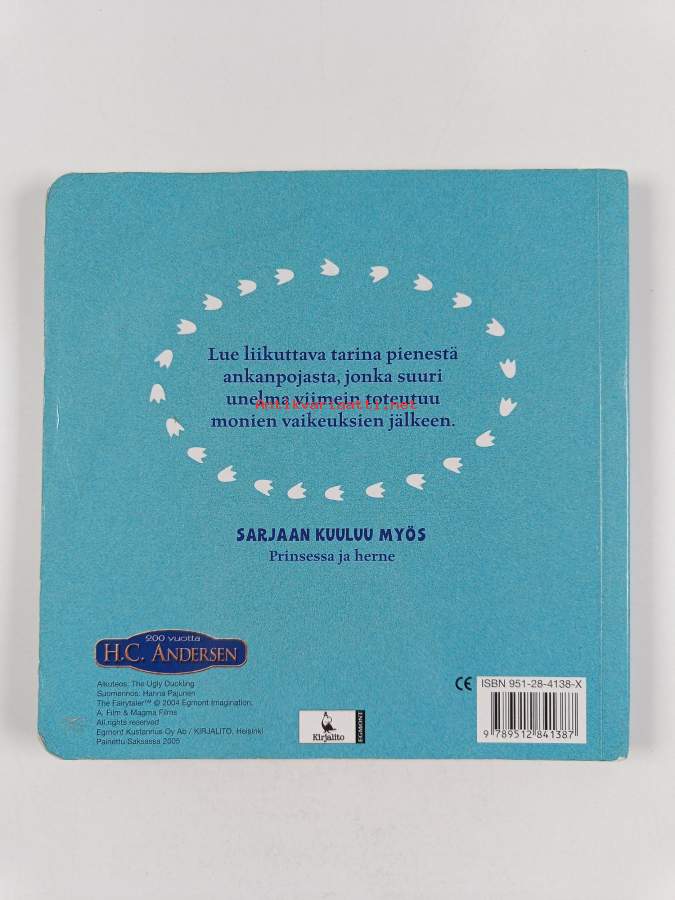 Lue liikuttava tarina pienestä
ankanpojasta, jonka suuri
unelma viimein toteutuu
Antikvariaatti.net
monien vaikeuksien jälkeen.
SARJAAN KUULUU MYÖS
Prinsessa ja herne
200 vuotta
H.C. ANDERSEN
Alkuteos: The Ugly Duckling
Suomennos: Hanna Pajunen
The Fairytaler™ © 2004 Egmont Imagination,
A. Film & Magma Films
All rights reserved
Egmont Kustannus Oy Ab / KIRJALITO, Helsinki
Painettu Saksassa 2005
Kirjalito
EGMONT
CE
ISBN 951-28-4138-X
9 789512 841387